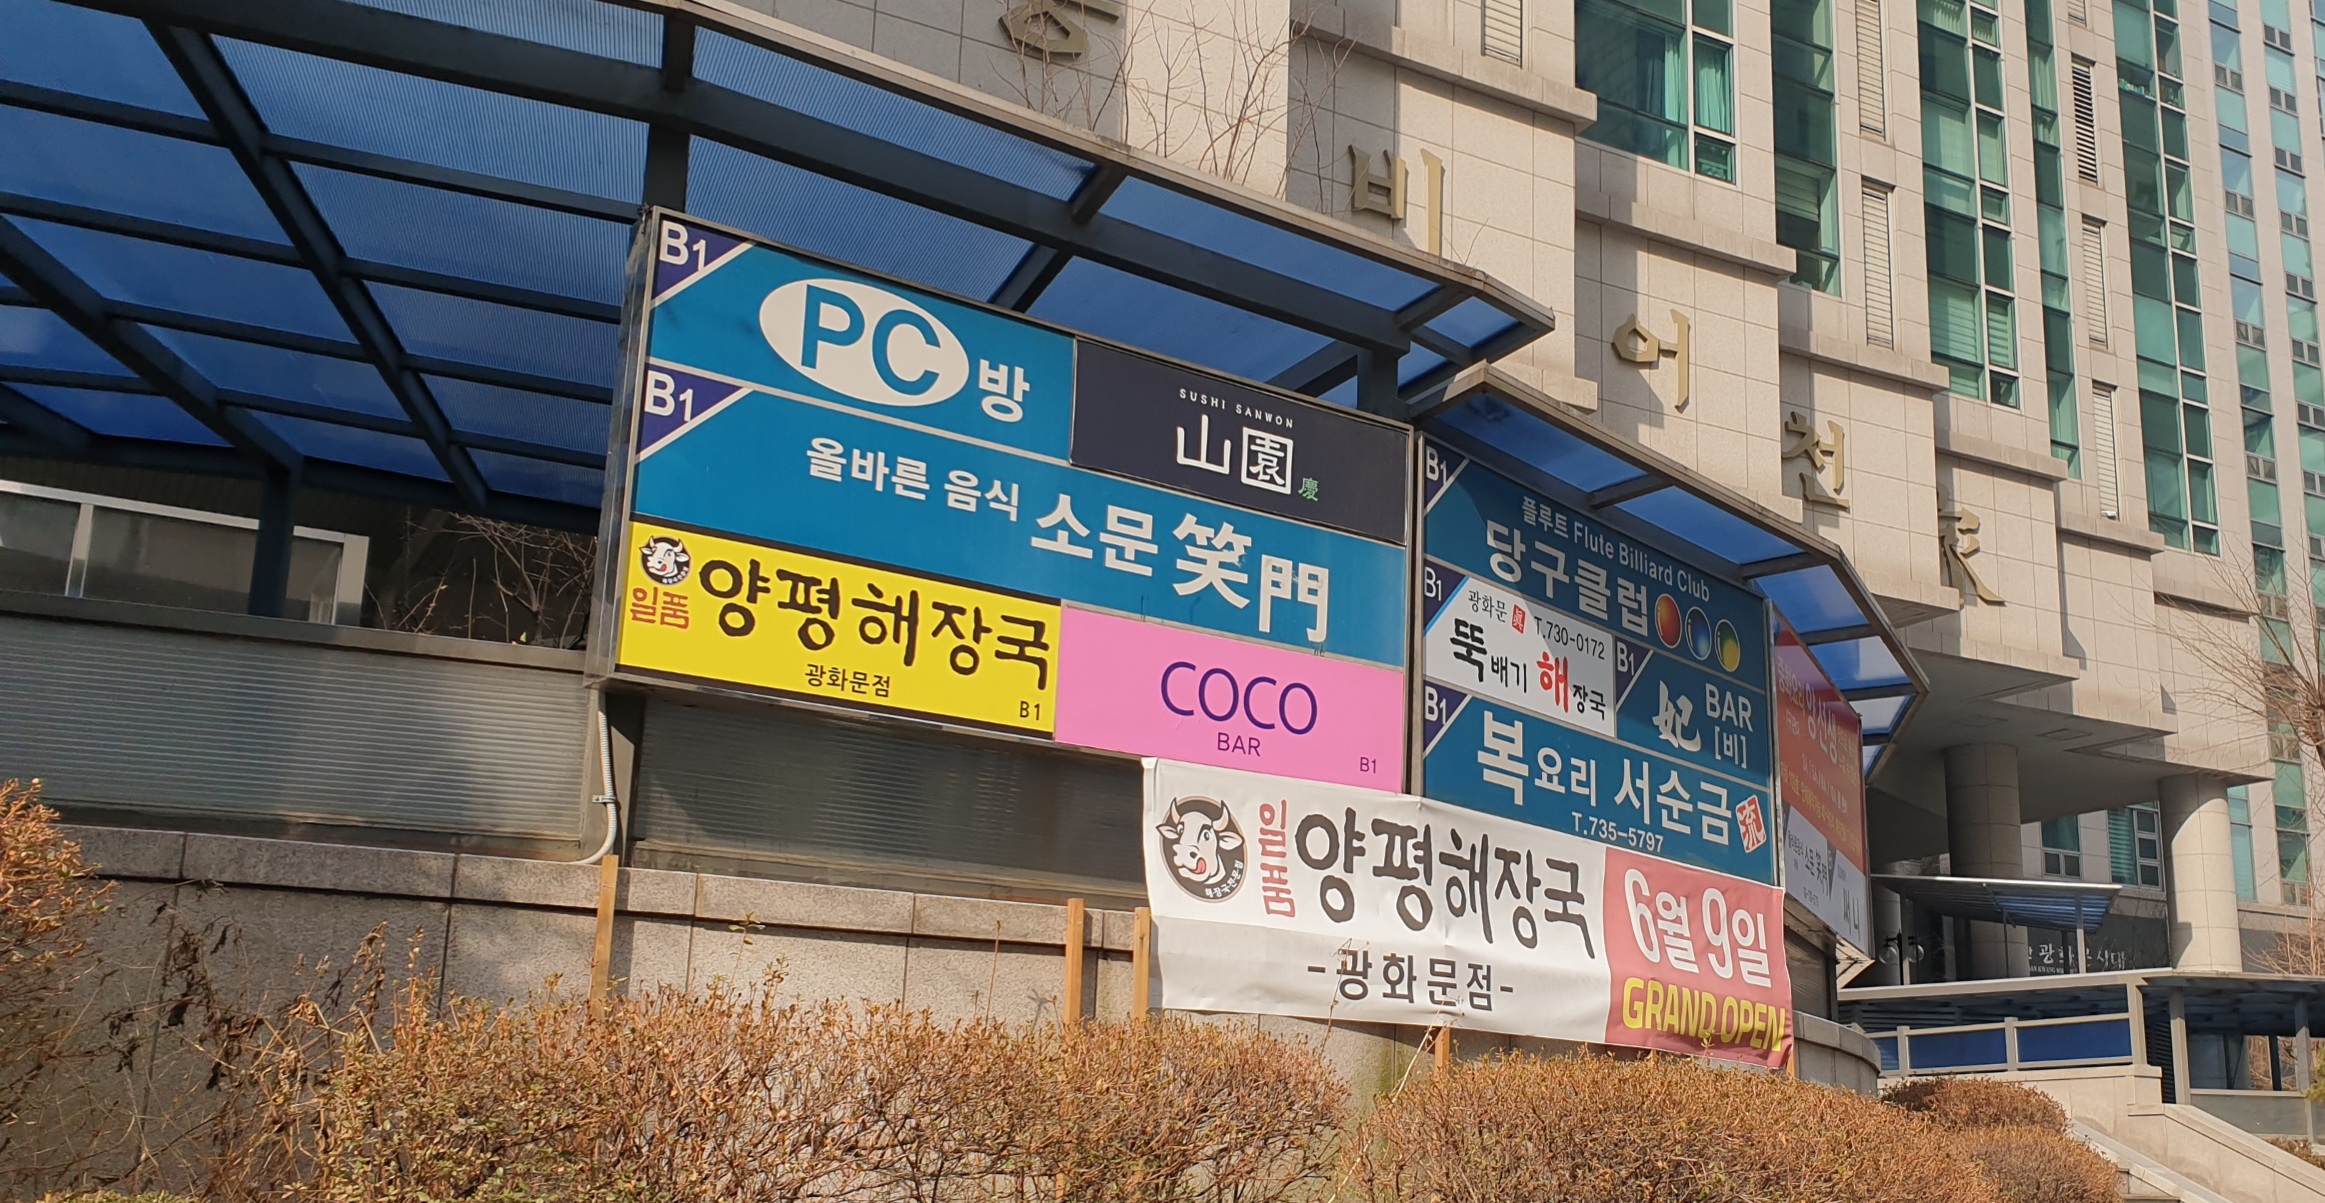 비
어
천
B1
PC방
SUSHI SANWON
山園 慶
B1
올바른 음식 소문 笑門
일품 양평해장국
광화문점
B1
COCO
BAR
B1
B1
플루트 Flute Billiard Club
당구클럽
B1
광화문 T.730-0172
뚝배기 해장국
B1
妃 BAR
[비]
B1
복요리 서순금
T.735-5797
일품 양평해장국
-광화문점-
6월 9일
GRAND OPEN